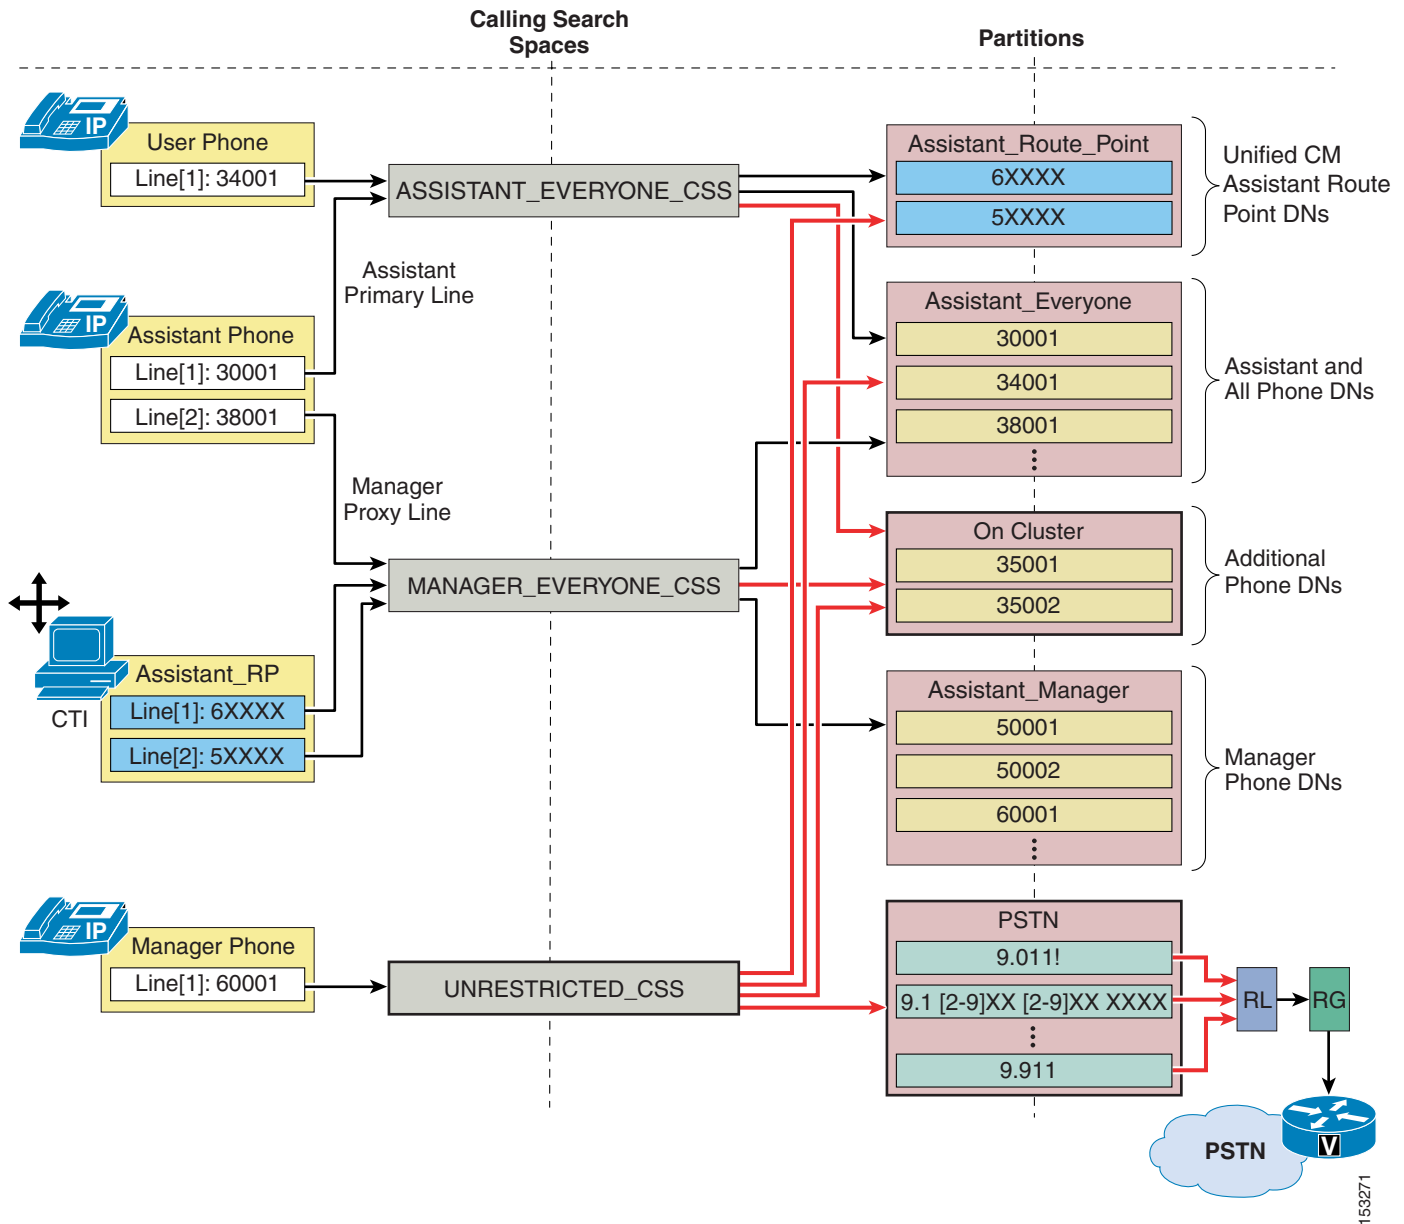 Calling Search
Spaces
Partitions
IP
User Phone
Line[1]: 34001
ASSISTANT_EVERYONE_CSS
Assistant_Route_Point
6XXXX
5XXXX
Unified CM
Assistant Route
Point DNs
Assistant
Primary Line
IP
Assistant Phone
Line[1]: 30001
Line[2]: 38001
Assistant_Everyone
30001
34001
38001
Assistant and
All Phone DNs
Manager
Proxy Line
MANAGER_EVERYONE_CSS
On Cluster
35001
35002
Additional
Phone DNs
CTI
Assistant_RP
Line[1]: 6XXXX
Line[2]: 5XXXX
Assistant_Manager
50001
50002
60001
Manager
Phone DNs
IP
Manager Phone
Line[1]: 60001
UNRESTRICTED_CSS
PSTN
9.011!
9.1 [2-9]XX [2-9]XX XXXX
9.911
RL
RG
PSTN
V
153271